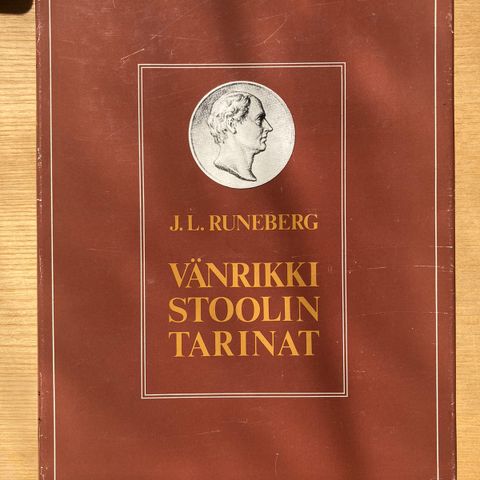 J. L. RUNEBERG
VÄNRIKKI
STOOLIN
TARINAT